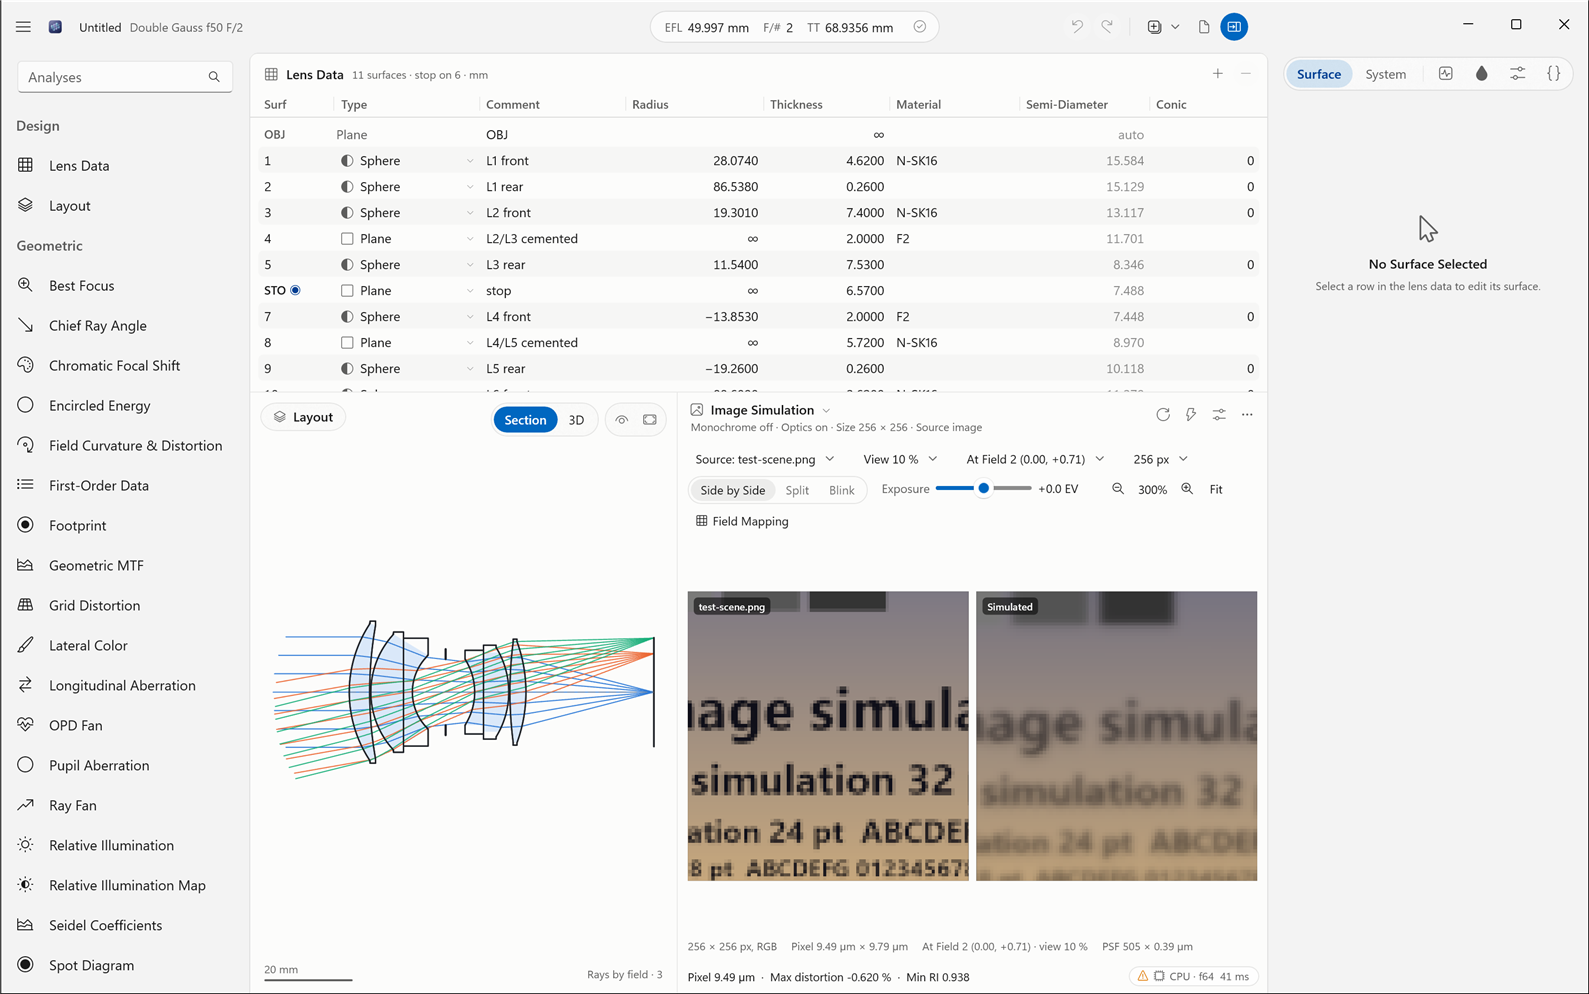 Untitled Double Gauss f50 F/2
EFL 49.997 mm F/# 2 TT 68.9356 mm
Analyses
Design
Lens Data
Layout
Geometric
Best Focus
Chief Ray Angle
Chromatic Focal Shift
Encircled Energy
Field Curvature & Distortion
First-Order Data
Footprint
Geometric MTF
Grid Distortion
Lateral Color
Longitudinal Aberration
OPD Fan
Pupil Aberration
Ray Fan
Relative Illumination
Relative Illumination Map
Seidel Coefficients
Spot Diagram
Lens Data 11 surfaces · stop on 6 · mm
Surf Type Comment Radius Thickness Material Semi-Diameter Conic
OBJ Plane OBJ ∞ auto
1 Sphere L1 front 28.0740 4.6200 N-SK16 15.584 0
2 Sphere L1 rear 86.5380 0.2600 15.129 0
3 Sphere L2 front 19.3010 7.4000 N-SK16 13.117 0
4 Plane L2/L3 cemented ∞ 2.0000 F2 11.701
5 Sphere L3 rear 11.5400 7.5300 8.346 0
STO Plane stop ∞ 6.5700 7.488
7 Sphere L4 front −13.8530 2.0000 F2 7.448 0
8 Plane L4/L5 cemented ∞ 5.7200 N-SK16 8.970
9 Sphere L5 rear −19.2600 0.2600 10.118 0
Layout
Section 3D
20 mm
Rays by field · 3
Image Simulation
Monochrome off · Optics on · Size 256 × 256 · Source image
Source: test-scene.png View 10 % At Field 2 (0.00, +0.71) 256 px
Side by Side Split Blink Exposure +0.0 EV 300% Fit
Field Mapping
test-scene.png
nage simula
simulation 32
ation 24 pt ABCDEF
8 pt ABCDEFG 012345678
Simulated
age simula
simulation 32
ation 24 pt ABCDE
256 × 256 px, RGB Pixel 9.49 µm × 9.79 µm At Field 2 (0.00, +0.71) · view 10 % PSF 505 × 0.39 µm
Pixel 9.49 µm · Max distortion -0.620 % · Min RI 0.938
CPU · f64 41 ms
Surface System
{}
No Surface Selected
Select a row in the lens data to edit its surface.